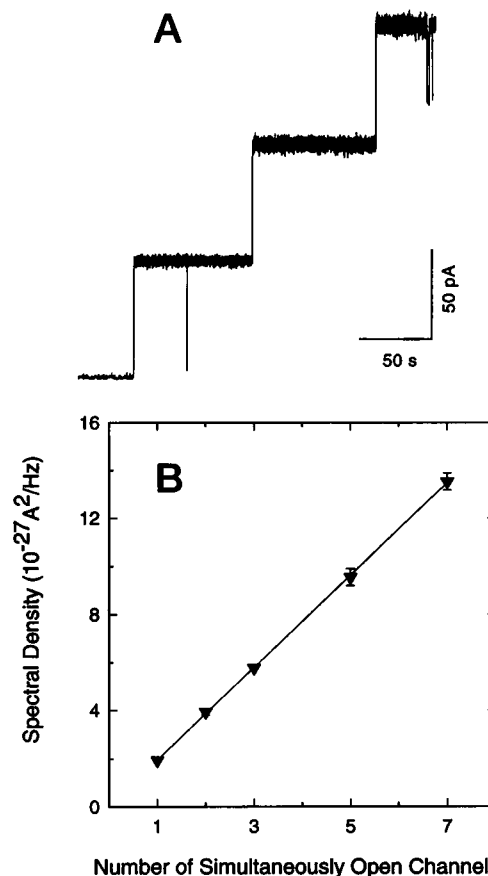 A
50 pA
50 s
B
Spectral Density (10⁻²⁷A²/Hz)
16
12
8
4
0
1
3
5
7
Number of Simultaneously Open Channel